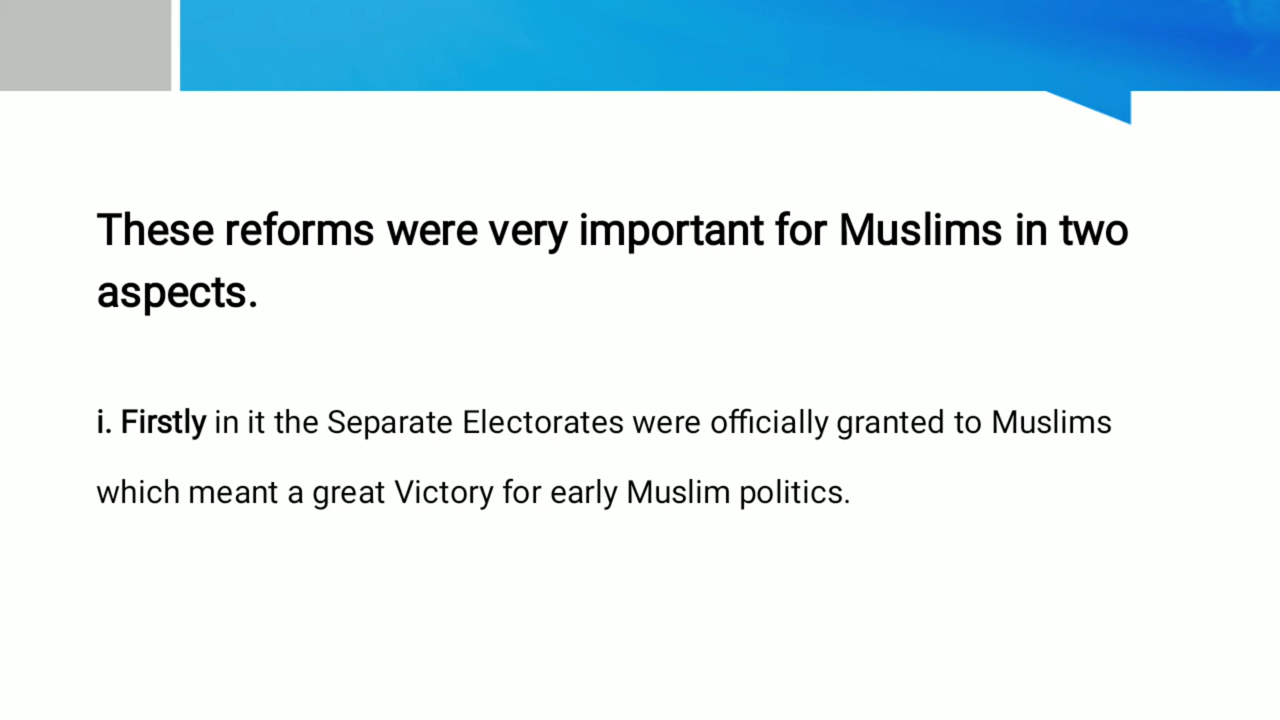 These reforms were very important for Muslims in two
aspects.
i. Firstly in it the Separate Electorates were officially granted to Muslims
which meant a great Victory for early Muslim politics.